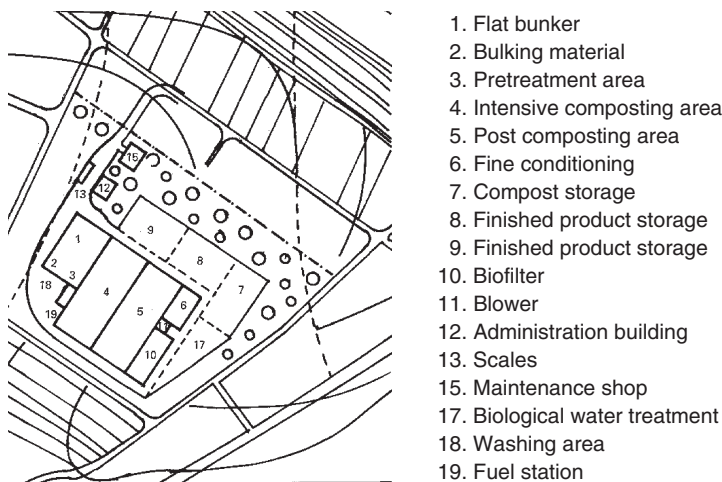 15
12
13
9
8
7
1
2
3
18
19
4
5
6
11
10
17
1. Flat bunker
2. Bulking material
3. Pretreatment area
4. Intensive composting area
5. Post composting area
6. Fine conditioning
7. Compost storage
8. Finished product storage
9. Finished product storage
10. Biofilter
11. Blower
12. Administration building
13. Scales
15. Maintenance shop
17. Biological water treatment
18. Washing area
19. Fuel station